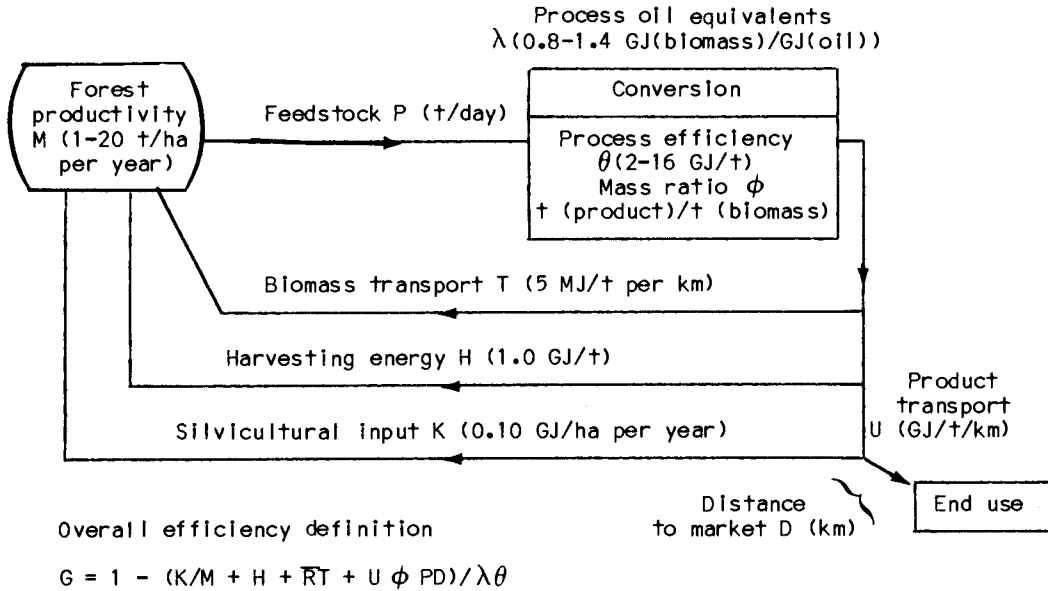 Process oil equivalents
λ(0.8-1.4 GJ(biomass)/GJ(oil))
Forest
productivity
M (1-20 t/ha
per year)
Feedstock P (t/day)
Conversion
Process efficiency
θ(2-16 GJ/t)
Mass ratio ϕ
t (product)/t (biomass)
Biomass transport T (5 MJ/t per km)
Harvesting energy H (1.0 GJ/t)
Silvicultural input K (0.10 GJ/ha per year)
Product
transport
U (GJ/t/km)
Distance
to market D (km)
End use
Overall efficiency definition
G = 1 - (K/M + H + R̅T + U ϕ PD)/λθ